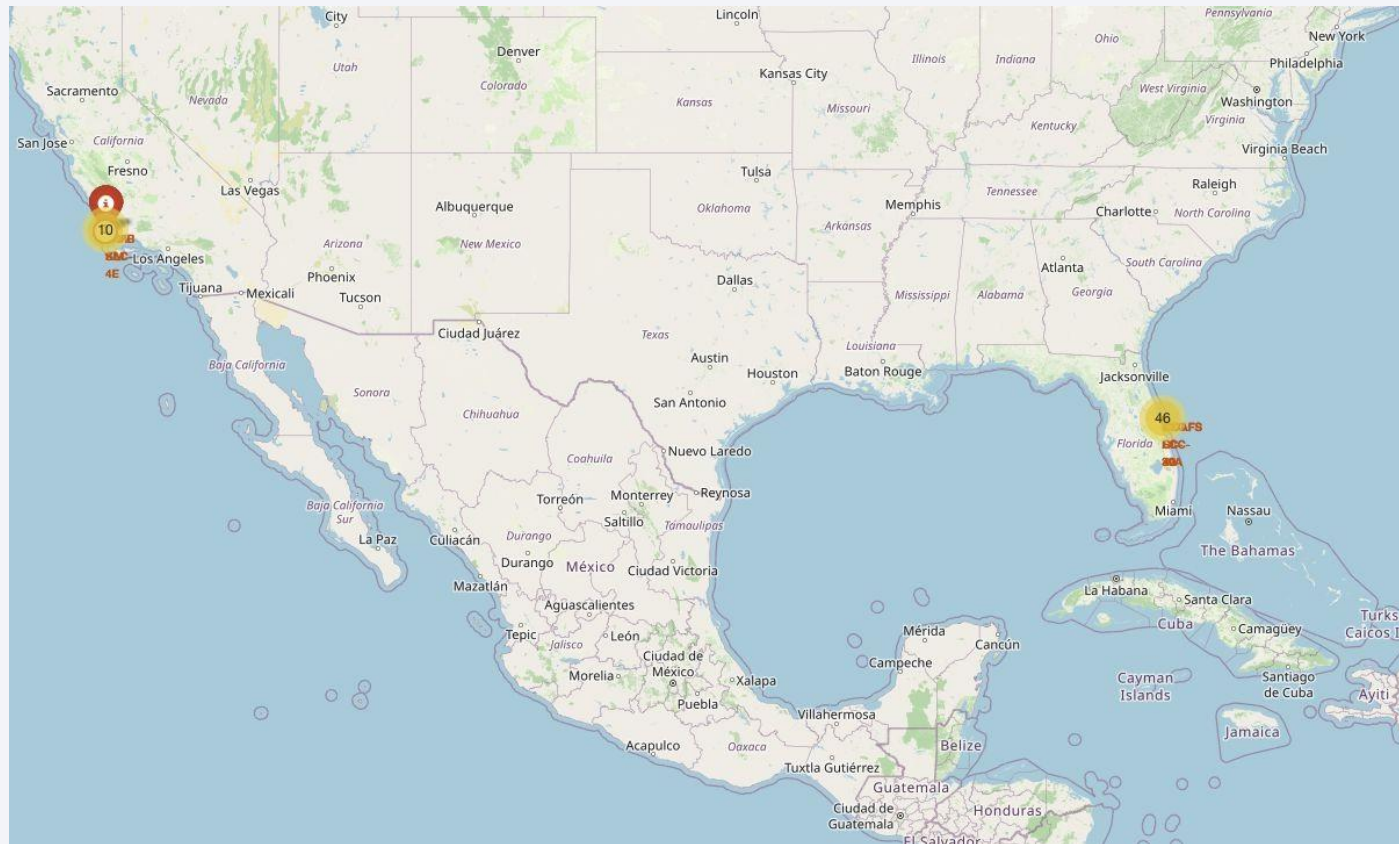 City
Lincoln
Pennsylvania
New York
Philadelphia
Ohio
Indiana
Illinois
Denver
Utah
Colorado
Kansas City
Kansas
Missouri
West Virginia
Washington
Virginia
Kentucky
Virginia Beach
Sacramento
Nevada
San Jose
California
Fresno
Las Vegas
Tulsa
Tennessee
Raleigh
Albuquerque
Oklahoma
Memphis
Charlotte
North Carolina
Arkansas
10
New Mexico
Arizona
Los Angeles
4E
Phoenix
Tucson
Atlanta
South Carolina
Dallas
Mississippi
Alabama
Georgia
Tijuana
Mexicali
Ciudad Juárez
Texas
Louisiana
Austin
Baton Rouge
Houston
Baja California
Jacksonville
Sonora
Chihuahua
San Antonio
46
Florida
Nuevo Laredo
Coahuila
Reynosa
Torreón
Monterrey
Saltillo
Tamaulipas
Baja California
Sur
Miami
Nassau
La Paz
Culiacán
Durango
Durango
México
Ciudad Victoria
The Bahamas
Mazatlán
Aguascalientes
La Habana
Santa Clara
Cuba
Camagüey
Turks
Caicos I
Tepic
Jalisco
León
Ciudad de
México
Morelia
Xalapa
Puebla
Mérida
Cancún
Campeche
Cayman
Islands
Santiago
de Cuba
Ayiti
Jamaica
Villahermosa
Acapulco
Oaxaca
Tuxtla Gutiérrez
Belize
Guatemala
Ciudad de
Guatemala
Honduras
El Salvador